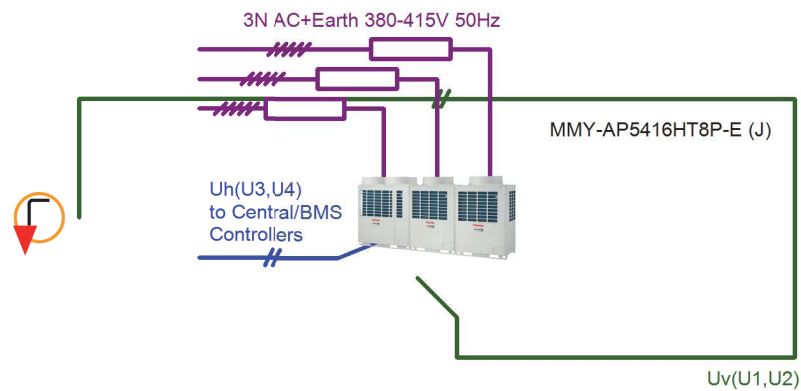 3N AC+Earth 380-415V 50Hz
MMY-AP5416HT8P-E (J)
Uh(U3,U4)
to Central/BMS
Controllers
Uv(U1,U2)